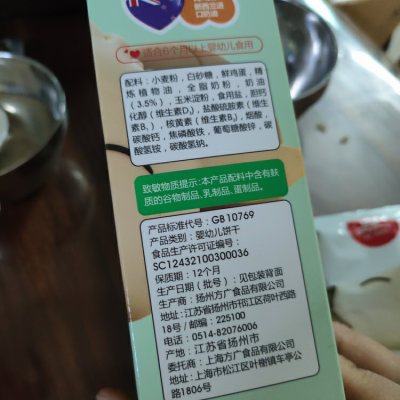 新西兰进
口奶源
适合6个月以上婴幼儿食用
配料：小麦粉，白砂糖，鲜鸡蛋，精
炼植物油，全脂奶粉，奶油
（3.5%），玉米淀粉，食用盐，胆钙
化醇（维生素D₃），盐酸硫胺素（维
生素B₁），核黄素（维生素B₂），烟酸，
碳酸钙，焦磷酸铁，葡萄糖酸锌，碳
酸氢铵，碳酸氢钠。
致敏物质提示：本产品配料中含有麸
质的谷物制品，乳制品，蛋制品。
产品标准代号：GB10769
产品类别：婴幼儿饼干
食品生产许可证编号：
SC12432100300036
保质期：12个月
生产日期（批号）：见包装背面
生产商：扬州方广食品有限公司
地址：江苏省扬州市邗江区荷叶西路
18号/邮编：225100
电话：0514-82076006
产地：江苏省扬州市
委托商：上海方广食品有限公司
地址：上海市松江区叶榭镇车亭公
路1806号